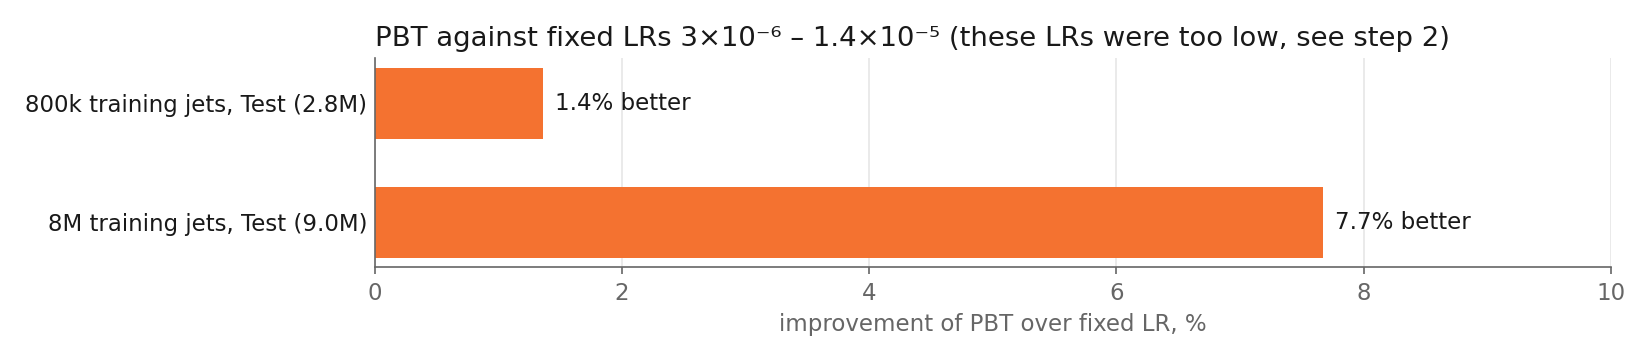 PBT against fixed LRs 3×10⁻⁶ – 1.4×10⁻⁵ (these LRs were too low, see step 2)
800k training jets, Test (2.8M)
1.4% better
8M training jets, Test (9.0M)
7.7% better
0 2 4 6 8 10
improvement of PBT over fixed LR, %